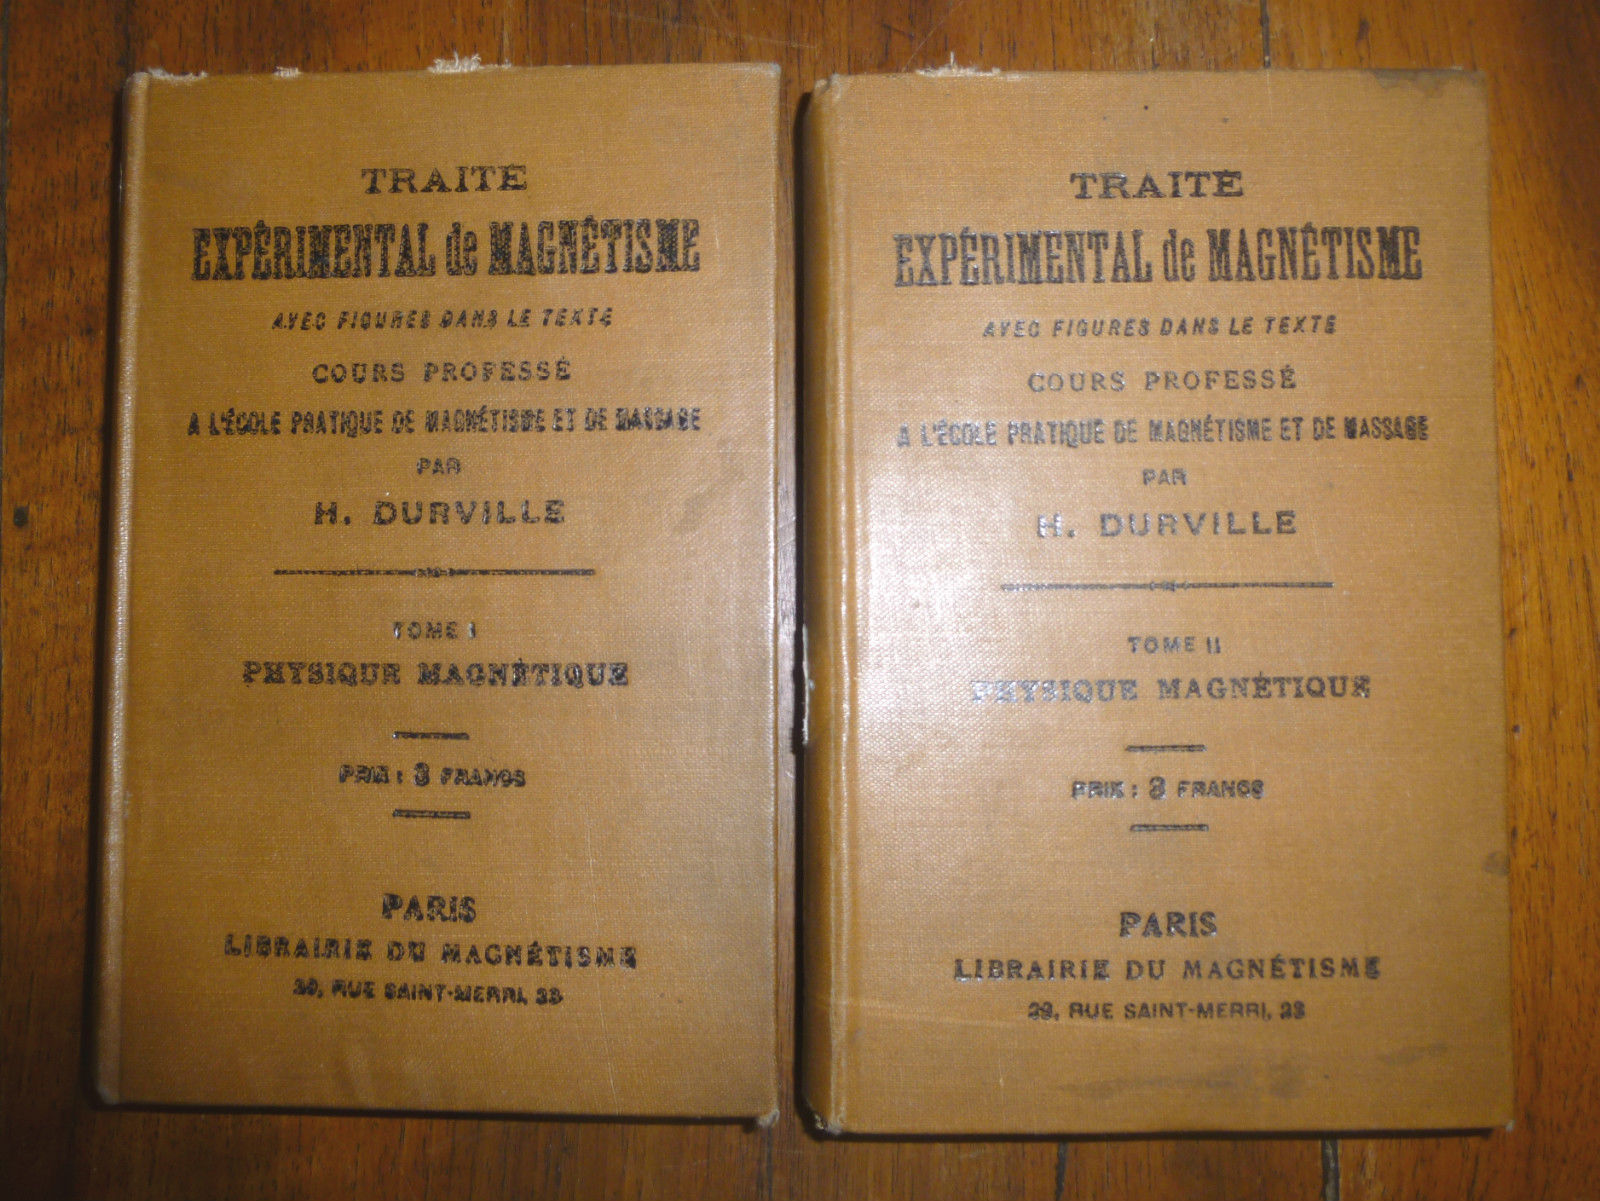 TRAITÉ
EXPÉRIMENTAL de MAGNÉTISME
AVEC FIGURES DANS LE TEXTE
COURS PROFESSÉ
A L'ÉCOLE PRATIQUE DE MAGNÉTISME ET DE MASSAGE
PAR
H. DURVILLE
TOME I
PHYSIQUE MAGNÉTIQUE
PRIX : 3 FRANCS
PARIS
LIBRAIRIE DU MAGNÉTISME
23, RUE SAINT-MERRI, 23
TRAITÉ
EXPÉRIMENTAL de MAGNÉTISME
AVEC FIGURES DANS LE TEXTE
COURS PROFESSÉ
A L'ÉCOLE PRATIQUE DE MAGNÉTISME ET DE MASSAGE
PAR
H. DURVILLE
TOME II
PHYSIQUE MAGNÉTIQUE
PRIX : 3 FRANCS
PARIS
LIBRAIRIE DU MAGNÉTISME
23, RUE SAINT-MERRI, 23